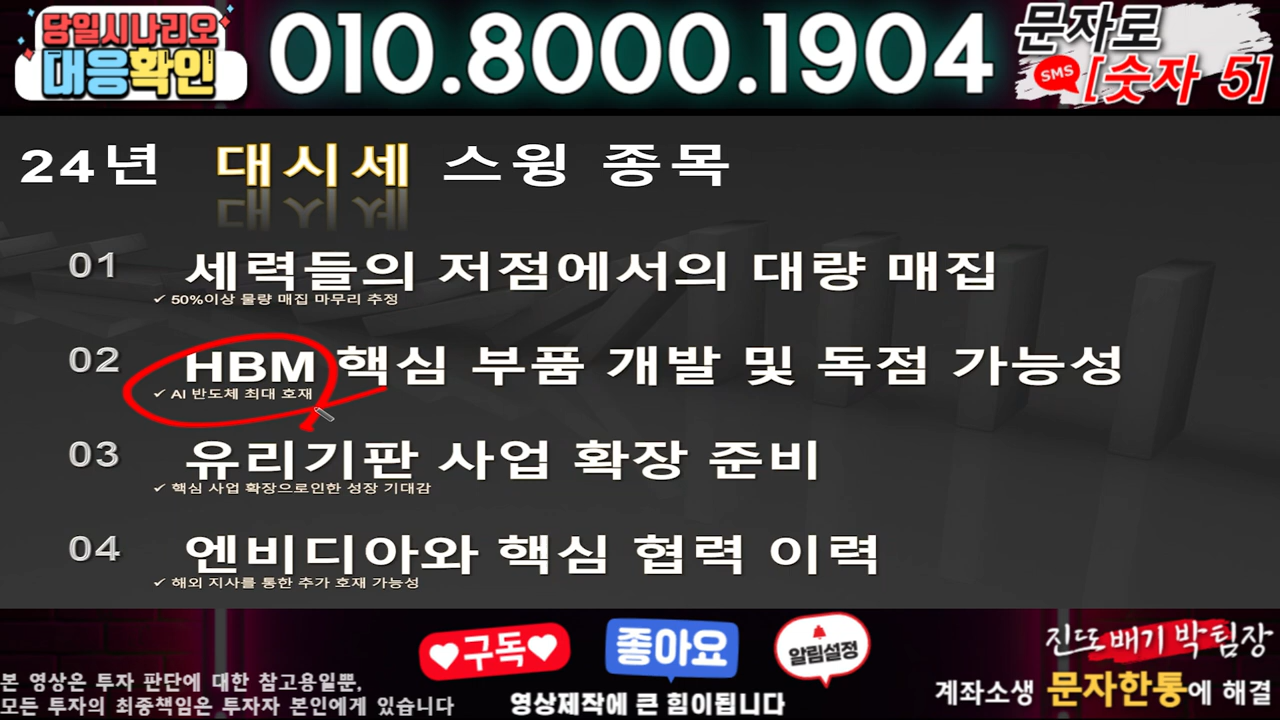 당일시나리오
대응확인
010.8000.1904
문자로
SMS
[숫자 5]
24년 대시세 스윙 종목
01 세력들의 저점에서의 대량 매집
✓ 50%이상 물량 매집 마무리 추정
02 HBM 핵심 부품 개발 및 독점 가능성
✓ AI 반도체 최대 호재
03 유리기판 사업 확장 준비
✓ 핵심 사업 확장으로인한 성장 기대감
04 엔비디아와 핵심 협력 이력
✓ 해외 지사를 통한 추가 호재 가능성
본 영상은 투자 판단에 대한 참고용일뿐,
모든 투자의 최종책임은 투자자 본인에게 있습니다
구독
좋아요
알림설정
영상제작에 큰 힘이됩니다
진또배기 박팀장
계좌소생 문자한통에 해결